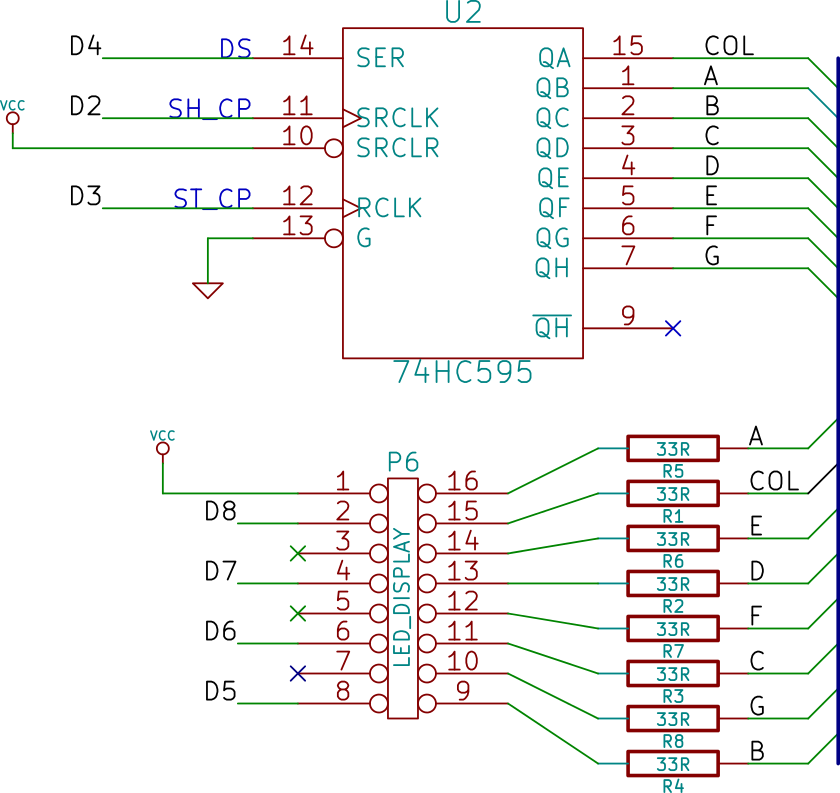 U2
D4 DS 14 SER QA 15 COL
QB 1 A
VCC D2 SH_CP 11 SRCLK QC 2 B
10 SRCLR QD 3 C
QE 4 D
D3 ST_CP 12 RCLK QF 5 E
13 G QG 6 F
QH 7 G
QH 9
74HC595
VCC P6
33R A
R5
1 16 33R COL
R1
D8 2 15
33R E
R6
3 14
D7 4 13 33R D
R2
5 12
33R F
R7
D6 6 11
33R C
R3
7 10
D5 8 9
33R G
R8
33R B
R4
LED_DISPLAY